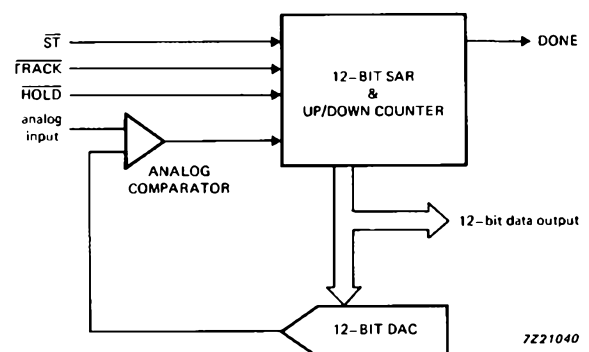 ST
TRACK
HOLD
analog
input
ANALOG
COMPARATOR
12-BIT SAR
&
UP/DOWN COUNTER
DONE
12-bit data output
12-BIT DAC
7Z21040